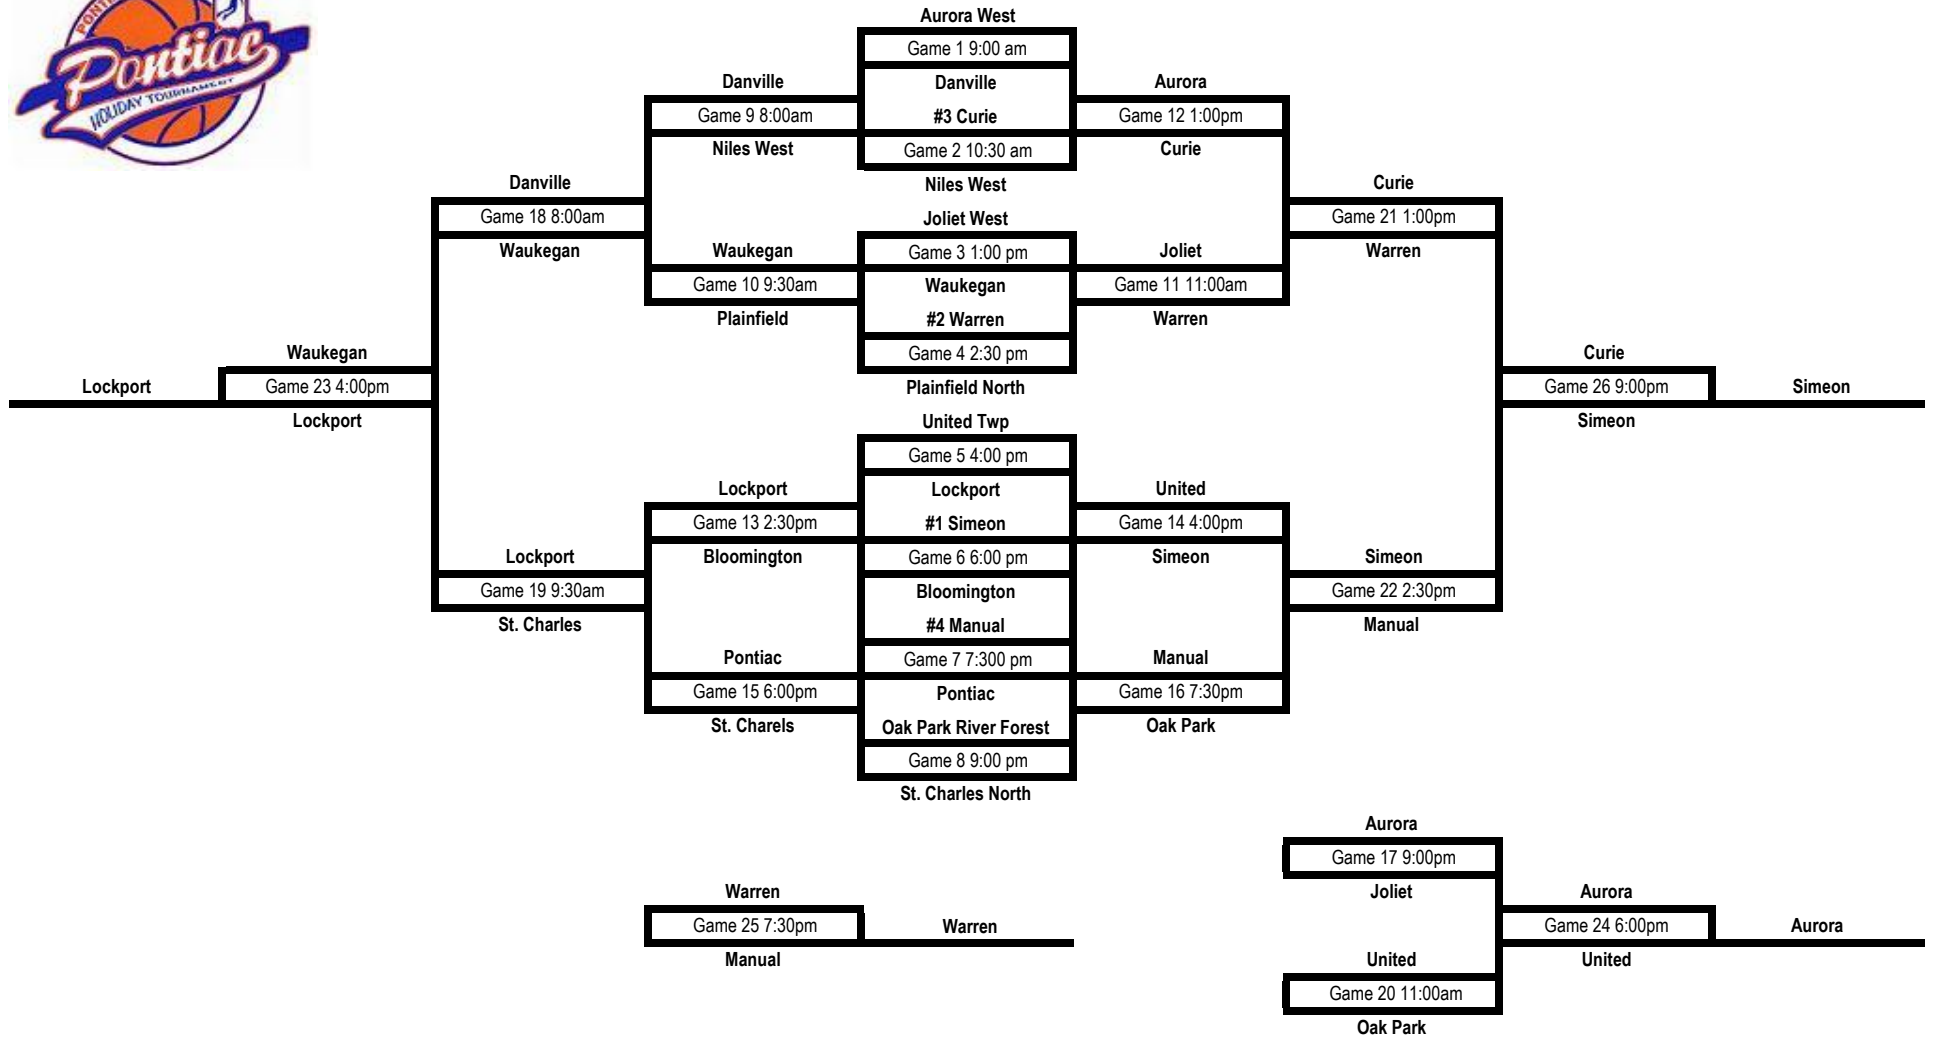 PONTI
Pontiac
HOLIDAY TOURNAMENT
Aurora West
Game 1 9:00 am
Danville
Danville
Aurora
Game 9 8:00am
#3 Curie
Game 12 1:00pm
Niles West
Game 2 10:30 am
Curie
Danville
Niles West
Curie
Game 18 8:00am
Joliet West
Game 21 1:00pm
Waukegan
Waukegan
Game 3 1:00 pm
Joliet
Warren
Game 10 9:30am
Waukegan
Game 11 11:00am
Plainfield
#2 Warren
Warren
Waukegan
Game 4 2:30 pm
Curie
Lockport
Game 23 4:00pm
Plainfield North
Game 26 9:00pm
Simeon
Lockport
United Twp
Simeon
Game 5 4:00 pm
Lockport
Lockport
United
Game 13 2:30pm
#1 Simeon
Game 14 4:00pm
Lockport
Bloomington
Game 6 6:00 pm
Simeon
Simeon
Game 19 9:30am
Bloomington
Game 22 2:30pm
St. Charles
#4 Manual
Manual
Pontiac
Game 7 7:300 pm
Manual
Game 15 6:00pm
Pontiac
Game 16 7:30pm
St. Charels
Oak Park River Forest
Oak Park
Game 8 9:00 pm
St. Charles North
Aurora
Game 17 9:00pm
Warren
Joliet
Aurora
Game 25 7:30pm
Warren
Game 24 6:00pm
Aurora
Manual
United
United
Game 20 11:00am
Oak Park